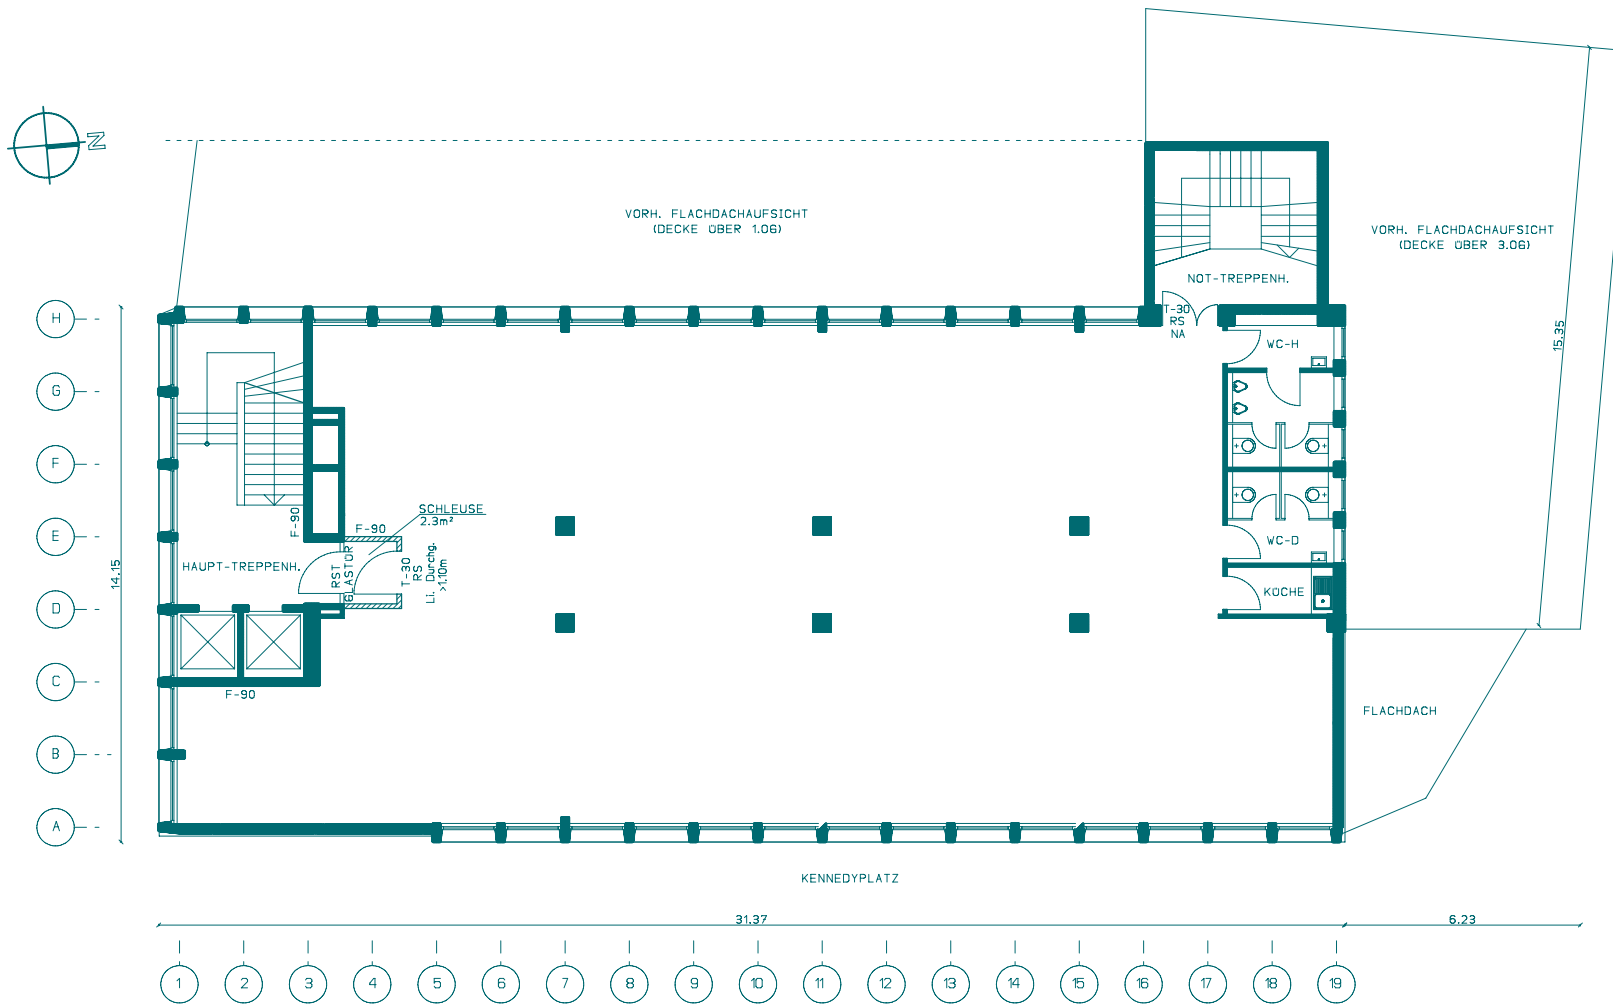 N
VORH. FLACHDACHAUFSICHT
(DECKE ÜBER 1.OG)
VORH. FLACHDACHAUFSICHT
(DECKE ÜBER 3.OG)
NOT-TREPPENH.
T-30
RS
NA
WC-H
15.35
H
G
F
E
D
C
B
A
14.15
F-90
F-90
SCHLEUSE
2.3m²
HAUPT-TREPPENH.
RST
GLASTÜR
T-30
RS
Li. Durchg.
>1.10m
WC-D
KÜCHE
F-90
FLACHDACH
KENNEDYPLATZ
31.37
6.23
1 2 3 4 5 6 7 8 9 10 11 12 13 14 15 16 17 18 19